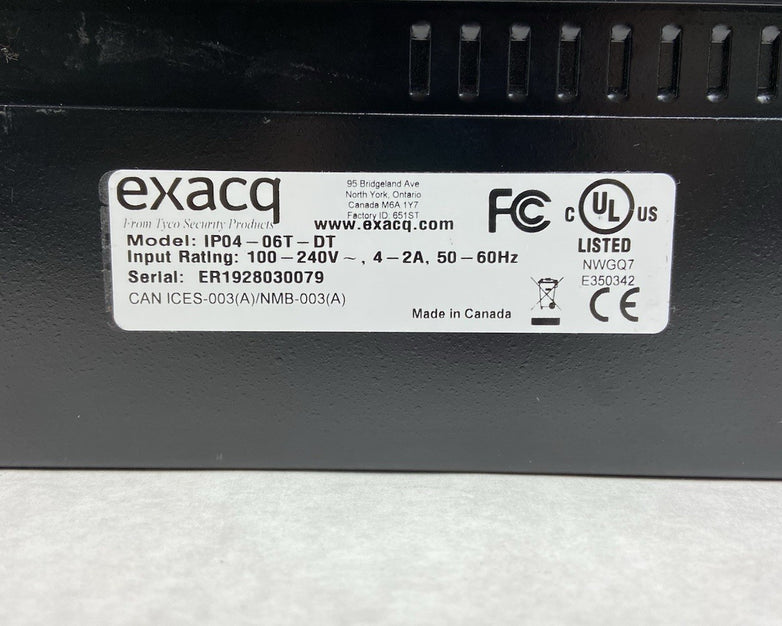 exacq
From Tyco Security Products
95 Bridgeland Ave
North York, Ontario
Canada M6A 1Y7
Factory ID: 651ST
www.exacq.com
Model: IP04-06T-DT
Input Rating: 100-240V ~, 4-2A, 50-60Hz
Serial: ER1928030079
CAN ICES-003(A)/NMB-003(A)
Made in Canada
FC
C UL US
LISTED
NWGQ7
E350342
CE